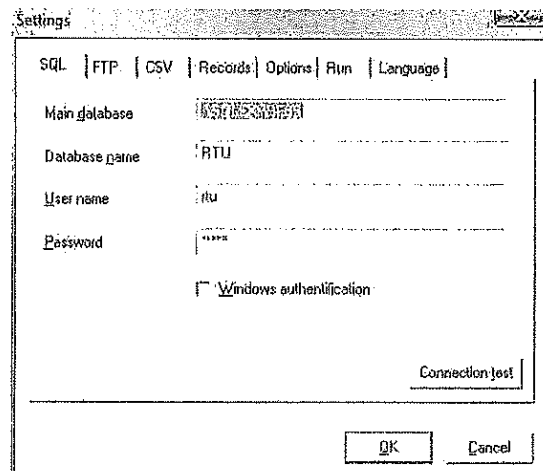 Settings
SQL FTP CSV Records Options Run Language
Main database
Database name RTU
User name rtu
Password ****
Windows authentification
Connection test
OK Cancel